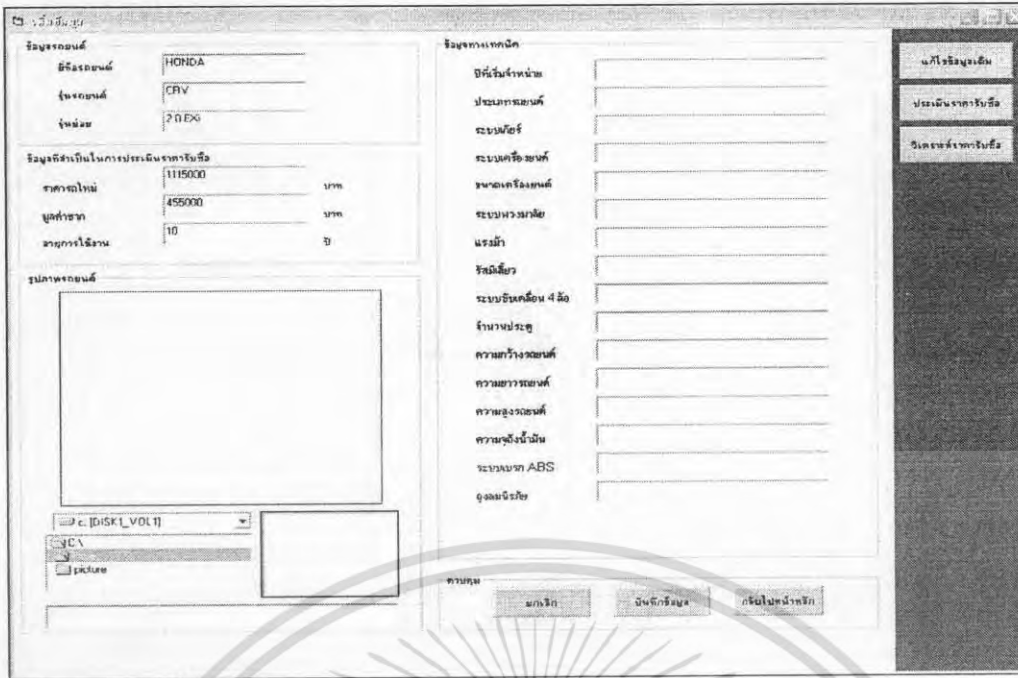 ข้อมูลรถยนต์
ยี่ห้อรถยนต์ HONDA
รุ่นรถยนต์ CRV
รุ่นย่อย 2.0 EXi
ข้อมูลที่จำเป็นในการประเมินราคารับซื้อ
ราคารถใหม่ 1115000 บาท
มูลค่าซาก 455000 บาท
อายุการใช้งาน 10 ปี
รูปภาพรถยนต์
c: [DISK1_VOL1]
C:\
picture
ข้อมูลทางเทคนิค
ปีที่เริ่มจำหน่าย
ประเภทรถยนต์
ระบบเกียร์
ระบบเครื่องยนต์
ขนาดเครื่องยนต์
ระบบพวงมาลัย
แรงม้า
รัศมีเลี้ยว
ระบบขับเคลื่อน 4 ล้อ
จำนวนประตู
ความกว้างรถยนต์
ความยาวรถยนต์
ความสูงรถยนต์
ความจุถังน้ำมัน
ระบบเบรก ABS
ถุงลมนิรภัย
ควบคุม
ยกเลิก
บันทึกข้อมูล
กลับไปหน้าหลัก
แก้ไขข้อมูลเดิม
ประเมินราคารับซื้อ
วิเคราะห์ราคารับซื้อ